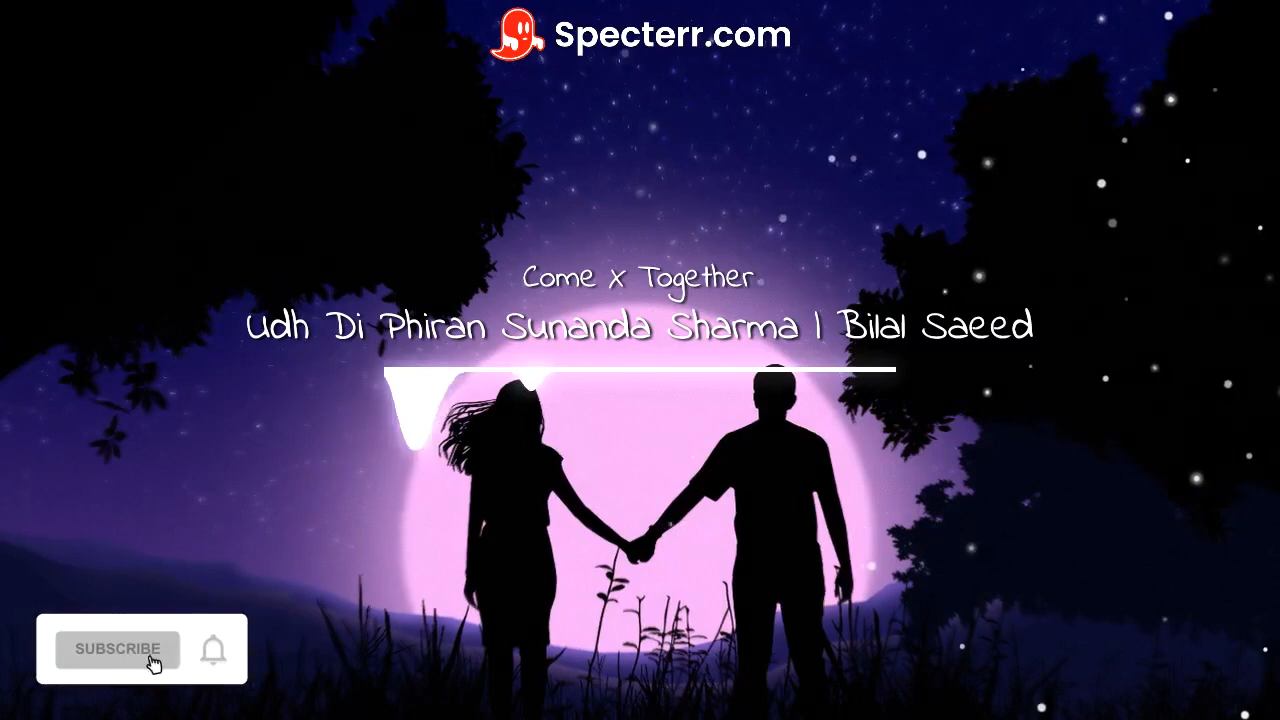 Specterr.com
Come x Together
Udh Di Phiran Sunanda Sharma | Bilal Saeed
SUBSCRIBE